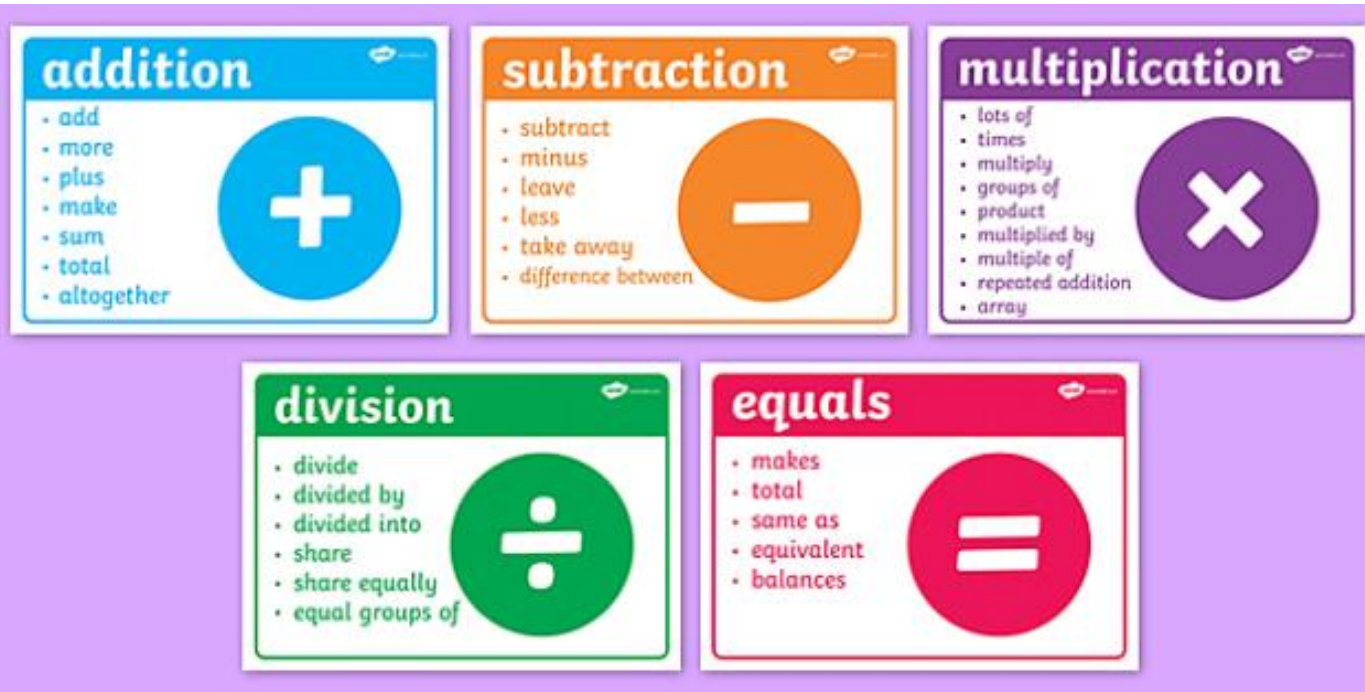 addition
• add
• more
• plus
• make
• sum
• total
• altogether
subtraction
• subtract
• minus
• leave
• less
• take away
• difference between
multiplication
• lots of
• times
• multiply
• groups of
• product
• multiplied by
• multiple of
• repeated addition
• array
division
• divide
• divided by
• divided into
• share
• share equally
• equal groups of
equals
• makes
• total
• same as
• equivalent
• balances